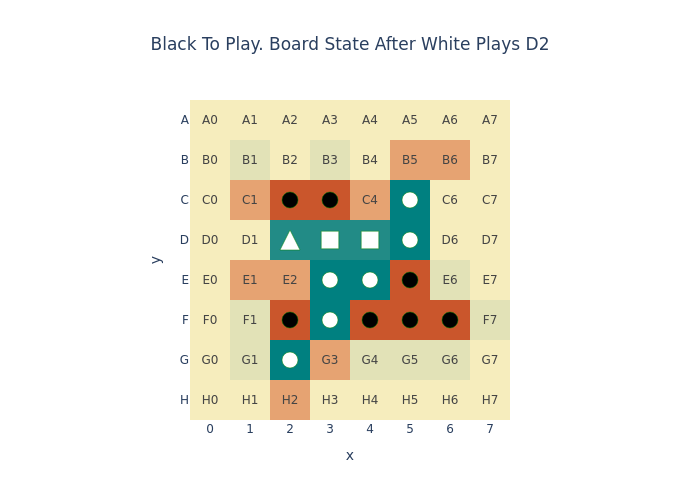 Black To Play. Board State After White Plays D2
A A0 A1 A2 A3 A4 A5 A6 A7
B B0 B1 B2 B3 B4 B5 B6 B7
C C0 C1 C4 C6 C7
D D0 D1 D6 D7
E E0 E1 E2 E6 E7
F F0 F1 F7
G G0 G1 G3 G4 G5 G6 G7
H H0 H1 H2 H3 H4 H5 H6 H7
0 1 2 3 4 5 6 7
x
y